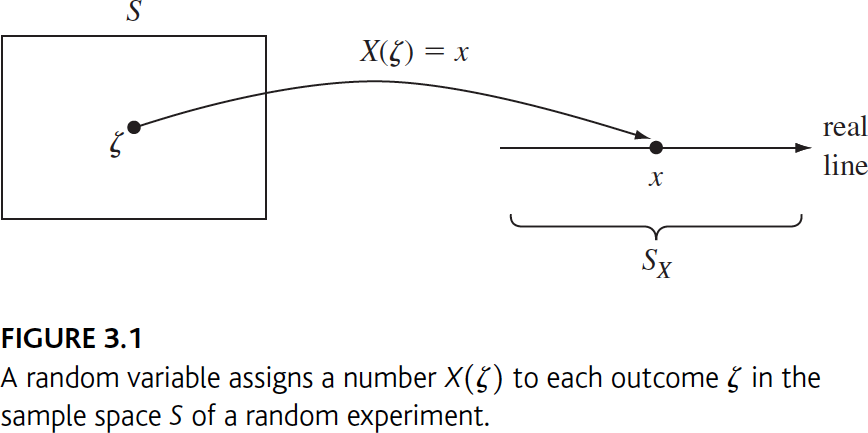 S
X(ζ) = x
ζ
real
line
x
S_X
FIGURE 3.1
A random variable assigns a number X(ζ) to each outcome ζ in the
sample space S of a random experiment.